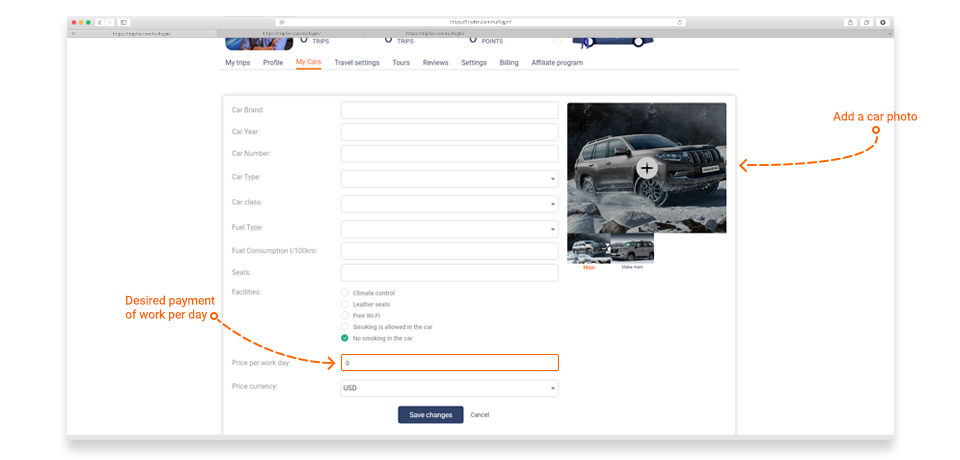 https://tripfer.com/ru/login/
https://tripfer.com/ru/login/
https://tripfer.com/ru/login/
https://tripfer.com/ru/login/
0 TRIPS
0 TRIPS
0 POINTS
My trips Profile My Cars Travel settings Tours Reviews Settings Billing Affiliate program
Car Brand:
Add a car photo
Car Year:
Car Number:
Car Type:
Car class:
Fuel Type:
Fuel Consumption l/100km:
Main Make main
Seats:
Facilities:
Climate control
Leather seats
Free Wi-Fi
Smoking is allowed in the car
No smoking in the car
Desired payment
of work per day
Price per work day: 0
Price currency: USD
Save changes Cancel